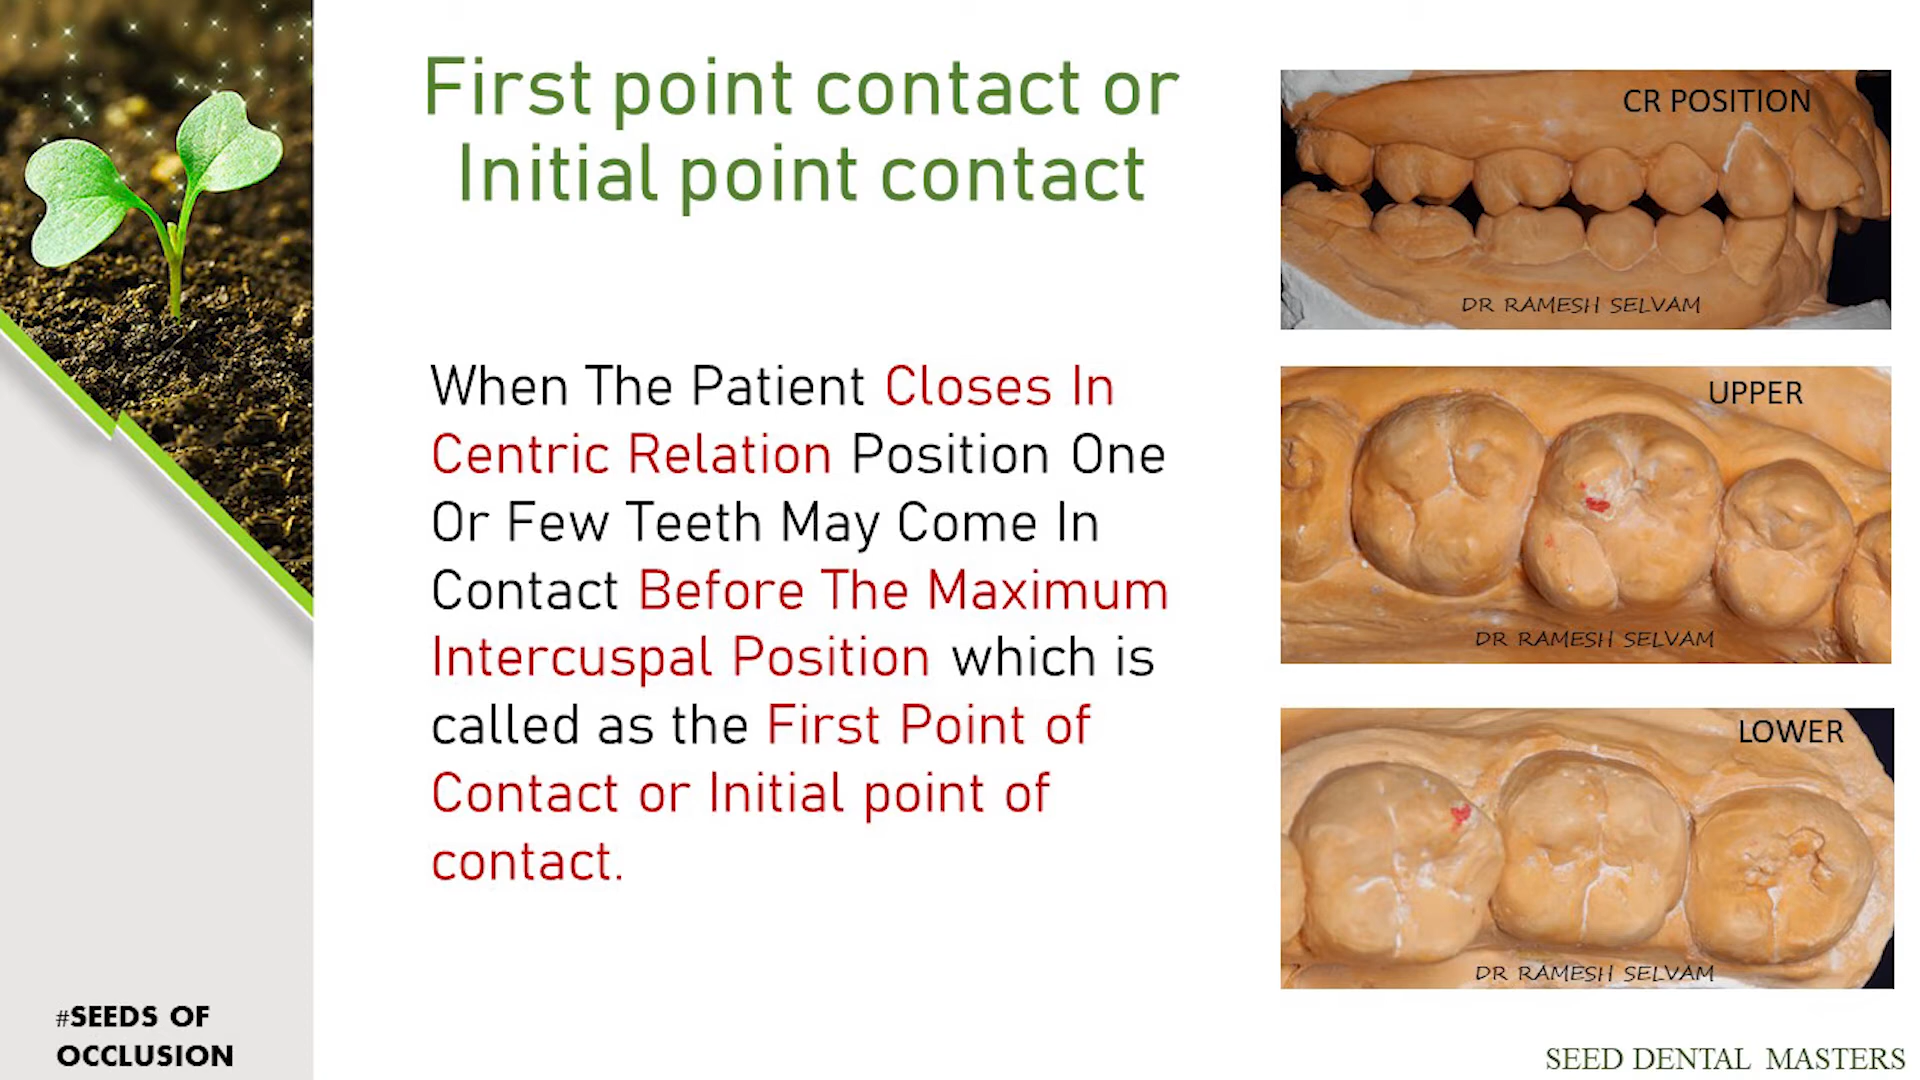 First point contact or
Initial point contact
When The Patient Closes In
Centric Relation Position One
Or Few Teeth May Come In
Contact Before The Maximum
Intercuspal Position which is
called as the First Point of
Contact or Initial point of
contact.
CR POSITION
DR RAMESH SELVAM
UPPER
DR RAMESH SELVAM
LOWER
DR RAMESH SELVAM
#SEEDS OF
OCCLUSION
SEED DENTAL MASTERS